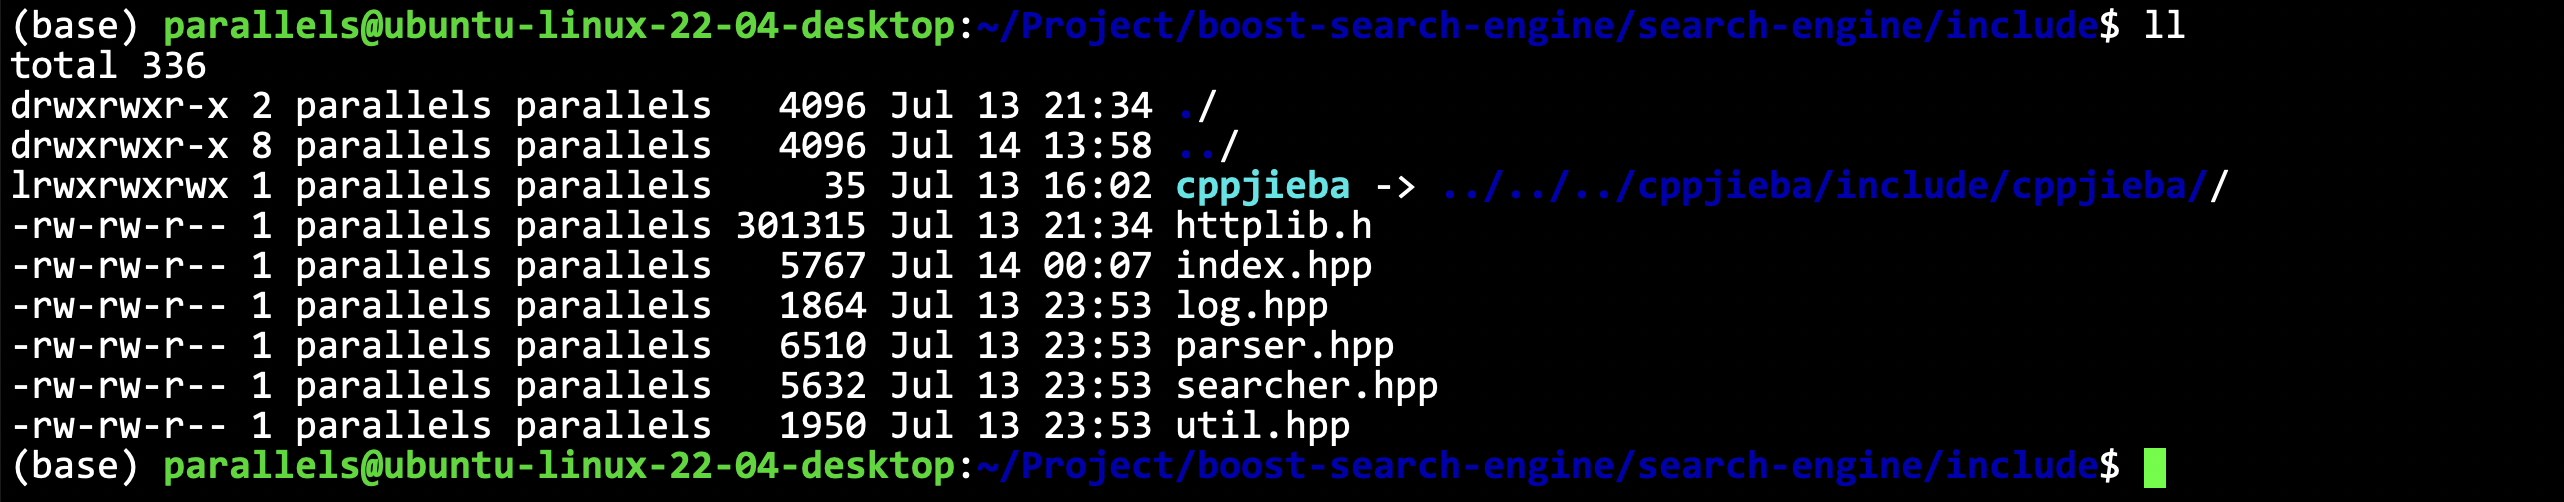 (base) parallels@ubuntu-linux-22-04-desktop:~/Project/boost-search-engine/search-engine/include$ ll
total 336
drwxrwxr-x 2 parallels parallels   4096 Jul 13 21:34 ./
drwxrwxr-x 8 parallels parallels   4096 Jul 14 13:58 ../
lrwxrwxrwx 1 parallels parallels     35 Jul 13 16:02 cppjieba -> ../../../cppjieba/include/cppjieba//
-rw-rw-r-- 1 parallels parallels 301315 Jul 13 21:34 httplib.h
-rw-rw-r-- 1 parallels parallels   5767 Jul 14 00:07 index.hpp
-rw-rw-r-- 1 parallels parallels   1864 Jul 13 23:53 log.hpp
-rw-rw-r-- 1 parallels parallels   6510 Jul 13 23:53 parser.hpp
-rw-rw-r-- 1 parallels parallels   5632 Jul 13 23:53 searcher.hpp
-rw-rw-r-- 1 parallels parallels   1950 Jul 13 23:53 util.hpp
(base) parallels@ubuntu-linux-22-04-desktop:~/Project/boost-search-engine/search-engine/include$